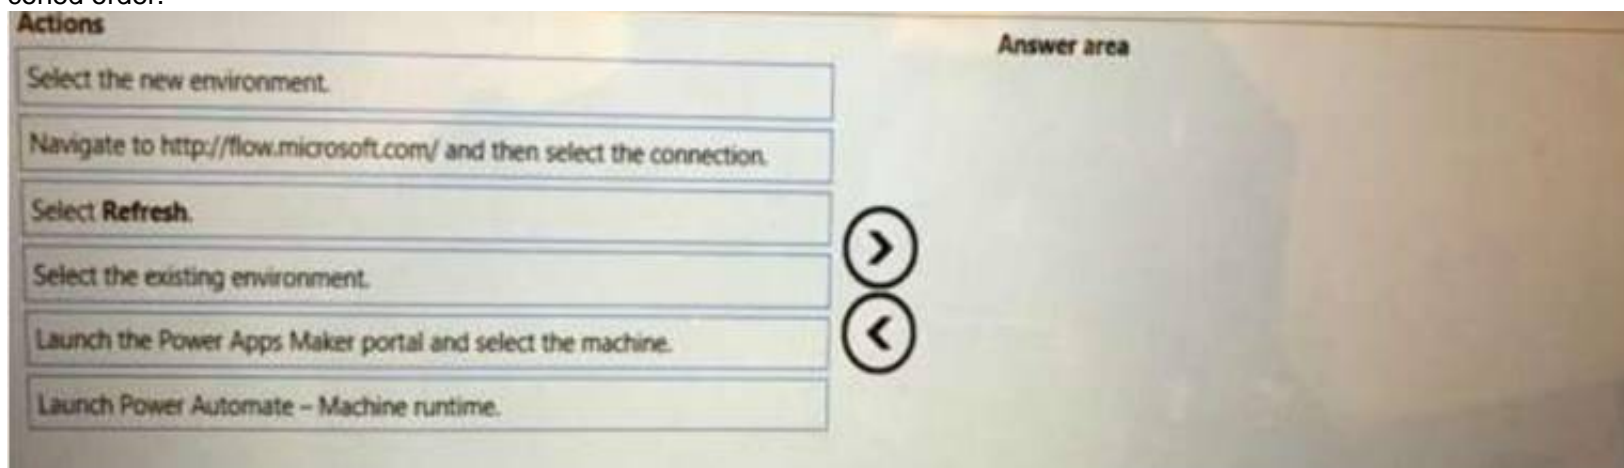 Actions
Answer area
Select the new environment.
Navigate to http://flow.microsoft.com/ and then select the connection.
Select Refresh.
Select the existing environment.
Launch the Power Apps Maker portal and select the machine.
Launch Power Automate – Machine runtime.